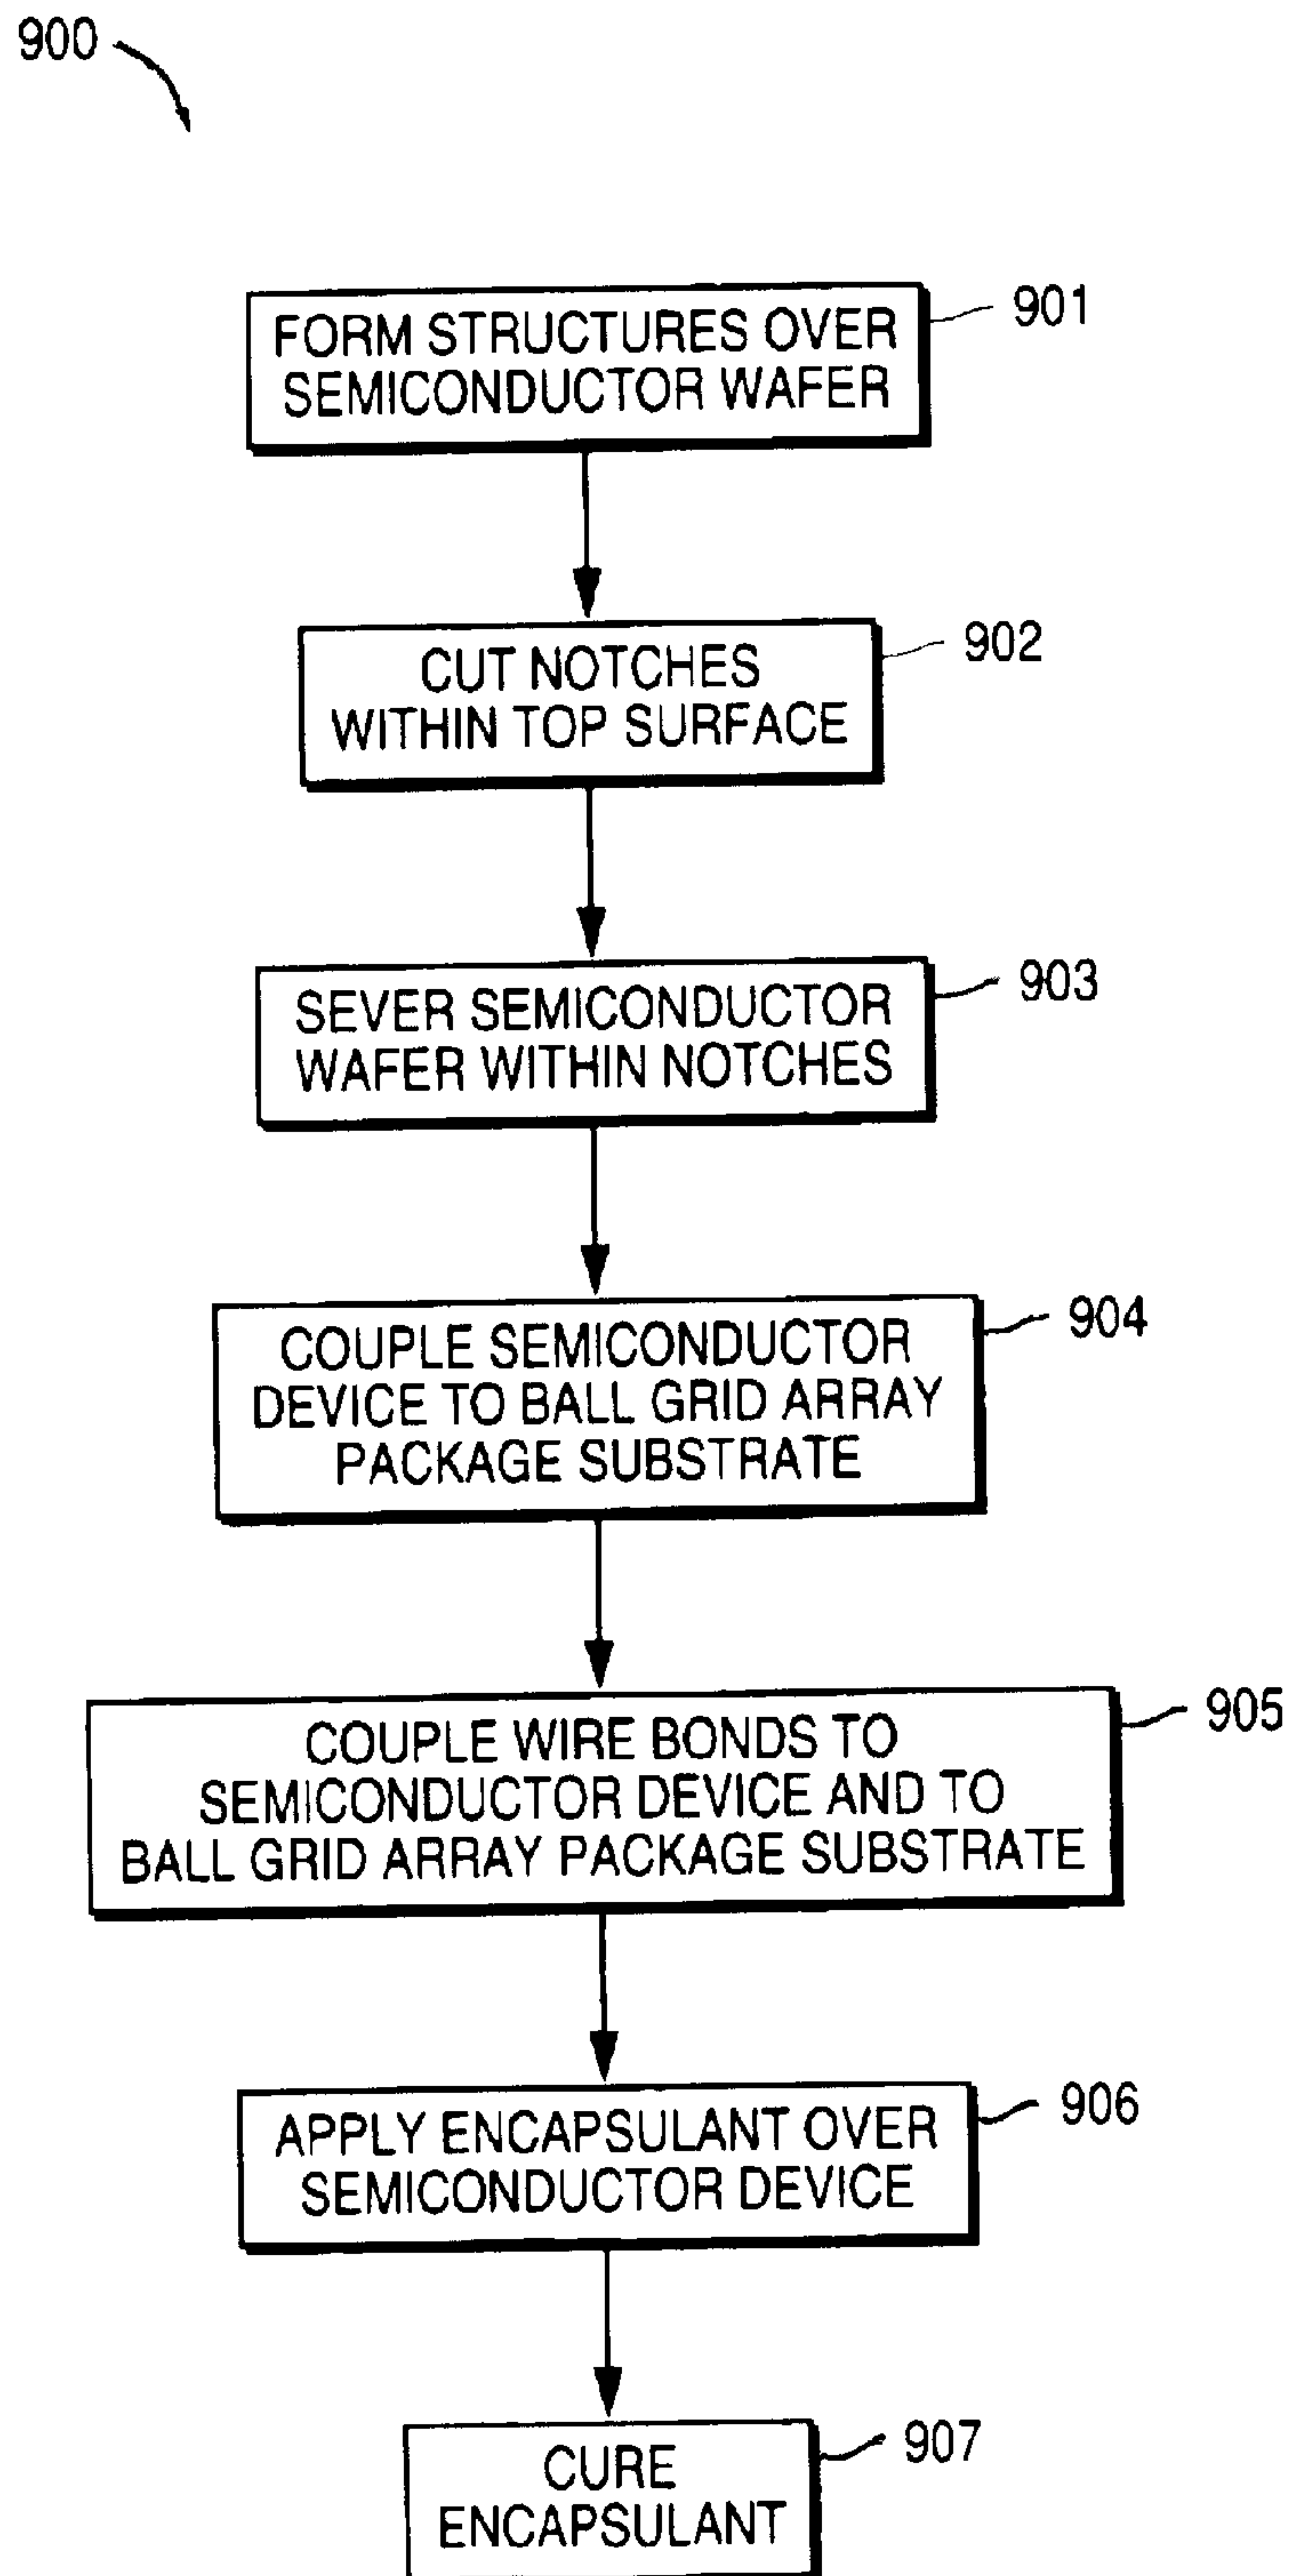 900
FORM STRUCTURES OVER
SEMICONDUCTOR WAFER
901
CUT NOTCHES
WITHIN TOP SURFACE
902
SEVER SEMICONDUCTOR
WAFER WITHIN NOTCHES
903
COUPLE SEMICONDUCTOR
DEVICE TO BALL GRID ARRAY
PACKAGE SUBSTRATE
904
COUPLE WIRE BONDS TO
SEMICONDUCTOR DEVICE AND TO
BALL GRID ARRAY PACKAGE SUBSTRATE
905
APPLY ENCAPSULANT OVER
SEMICONDUCTOR DEVICE
906
CURE
ENCAPSULANT
907